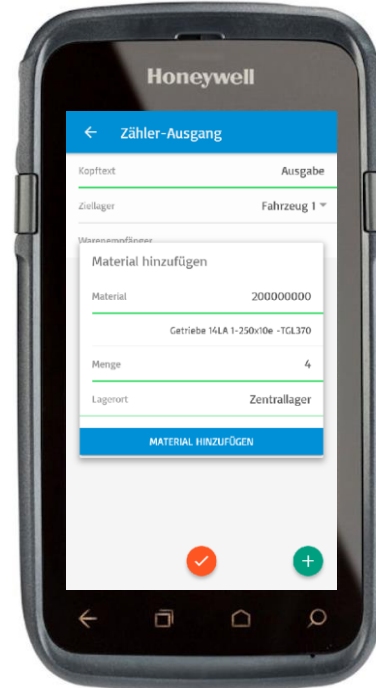 Honeywell
Zähler-Ausgang
Kopftext Ausgabe
Ziellager Fahrzeug 1
Warenempfänger
Material hinzufügen
Material 200000000
Getriebe 14LA 1-250x10e -TGL370
Menge 4
Lagerort Zentrallager
MATERIAL HINZUFÜGEN